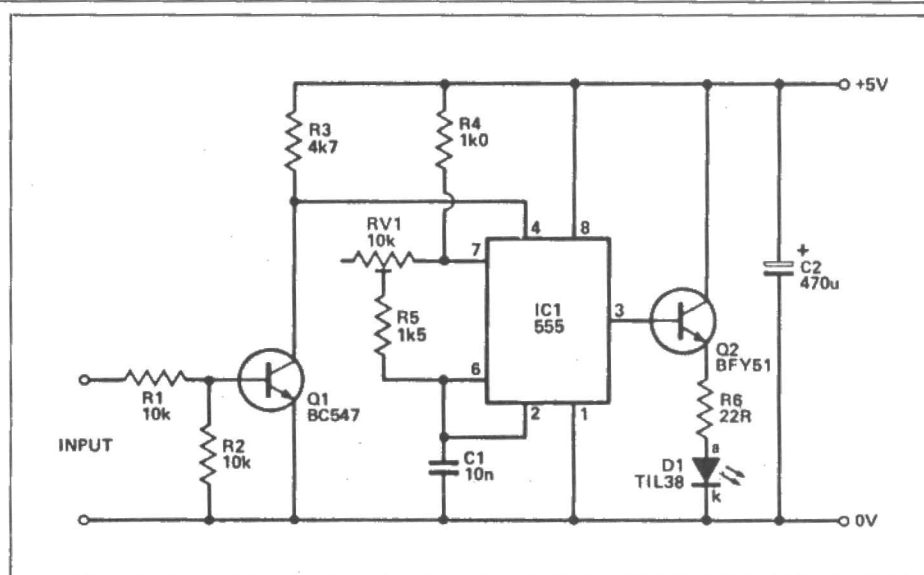 +5V
R3
4k7
R4
1k0
RV1
10k
4
8
7
+
C2
470u
R5
1k5
IC1
555
3
Q2
BFY51
6
R1
10k
Q1
BC547
R6
22R
2
1
INPUT
R2
10k
C1
10n
a
D1
TIL38
k
0V